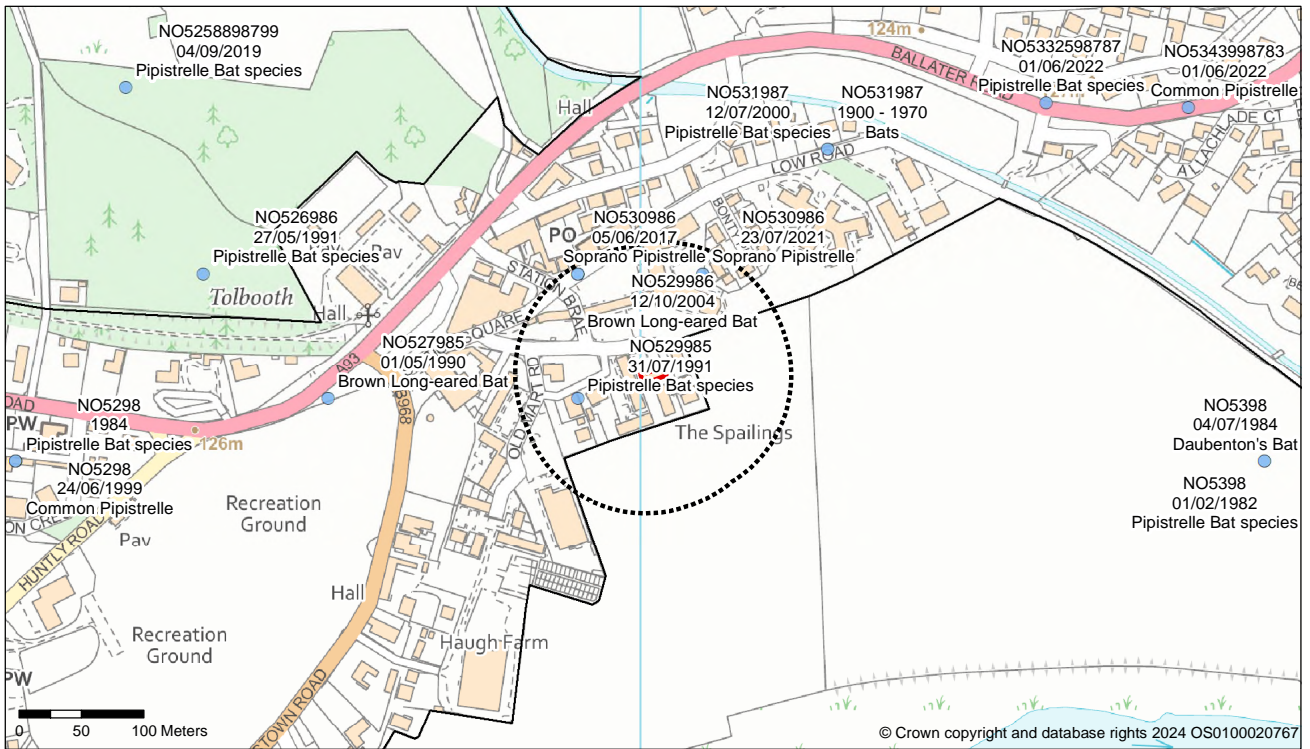 NO5258898799
04/09/2019
Pipistrelle Bat species
124m
BALLATER ROAD
NO5332598787
01/06/2022
Pipistrelle Bat species
NO5343998783
01/06/2022
Common Pipistrelle
Hall
NO531987
12/07/2000
Pipistrelle Bat species
NO531987
1900 - 1970
Bats
ALLACHLADE CT
LOW ROAD
NO526986
27/05/1991
Pipistrelle Bat species
Pav
PO
NO530986
05/06/2017
Soprano Pipistrelle
BONT
NO530986
23/07/2021
Soprano Pipistrelle
STATION BRAE
NO529986
12/10/2004
Brown Long-eared Bat
Tolbooth
Hall
SQUARE
NO527985
01/05/1990
Brown Long-eared Bat
A93
B968
OLD MART RD
NO529985
31/07/1991
Pipistrelle Bat species
The Spailings
OAD
PW
NO5298
1984
Pipistrelle Bat species
126m
NO5298
24/06/1999
Common Pipistrelle
ON CRE
Pav
HUNTLY ROAD
Recreation
Ground
NO5398
04/07/1984
Daubenton's Bat
NO5398
01/02/1982
Pipistrelle Bat species
Hall
Recreation
Ground
Haugh Farm
PW
STOWN ROAD
0 50 100 Meters
© Crown copyright and database rights 2024 OS0100020767